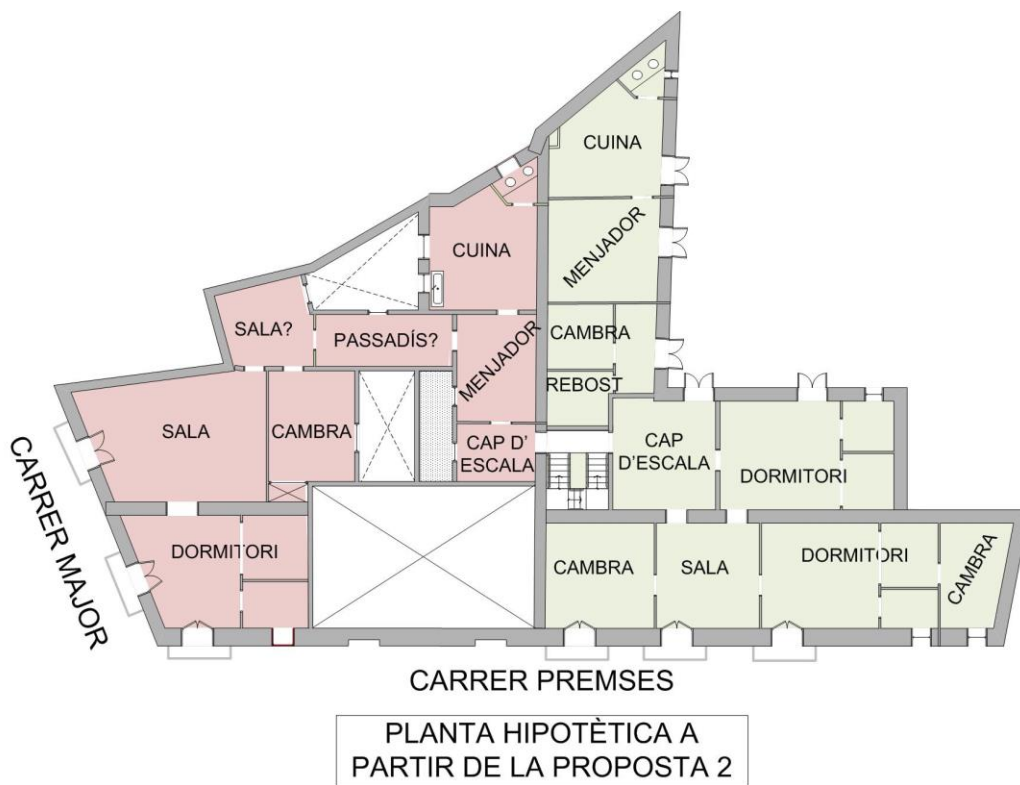 CUINA
CUINA
MENJADOR
SALA?
PASSADÍS?
CAMBRA
MENJADOR
REBOST
SALA
CAMBRA
CAP D'
ESCALA
CAP
D'ESCALA
DORMITORI
DORMITORI
CAMBRA
SALA
DORMITORI
CAMBRA
CARRER MAJOR
CARRER PREMSES
PLANTA HIPOTÈTICA A
PARTIR DE LA PROPOSTA 2